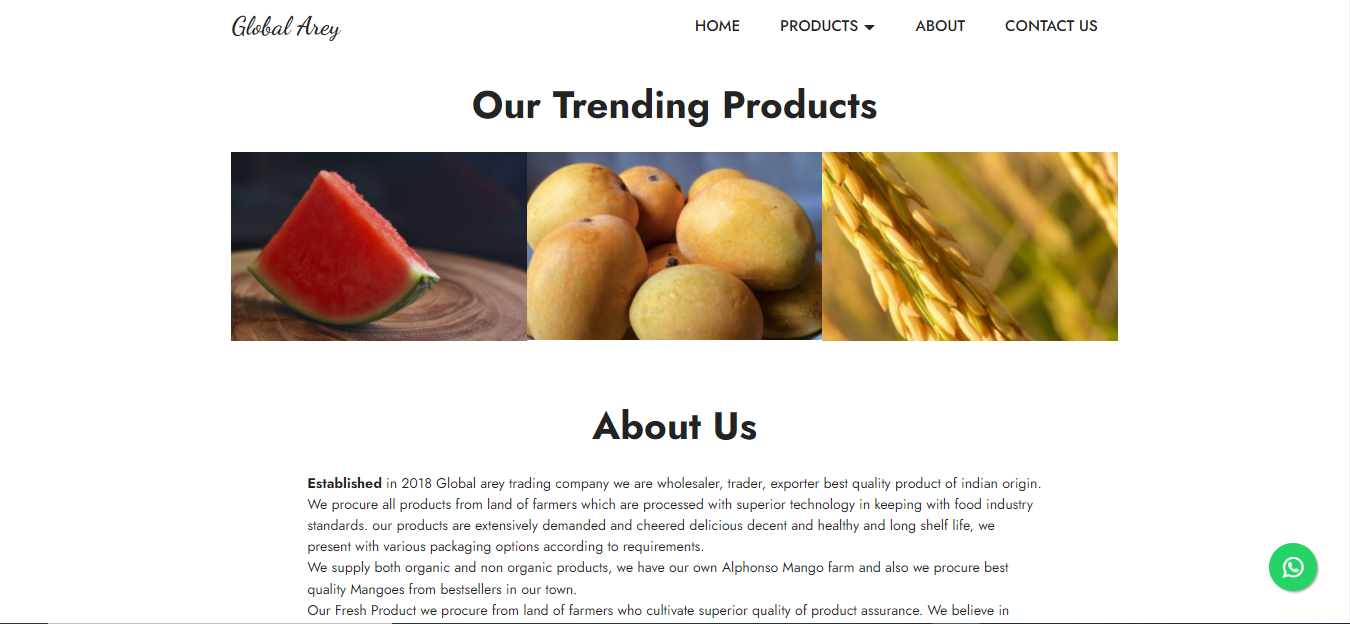 Global Arey
HOME PRODUCTS ABOUT CONTACT US
Our Trending Products
About Us
Established in 2018 Global arey trading company we are wholesaler, trader, exporter best quality product of indian origin.
We procure all products from land of farmers which are processed with superior technology in keeping with food industry
standards. our products are extensively demanded and cheered delicious decent and healthy and long shelf life, we
present with various packaging options according to requirements.
We supply both organic and non organic products, we have our own Alphonso Mango farm and also we procure best
quality Mangoes from bestsellers in our town.
Our Fresh Product we procure from land of farmers who cultivate superior quality of product assurance. We believe in